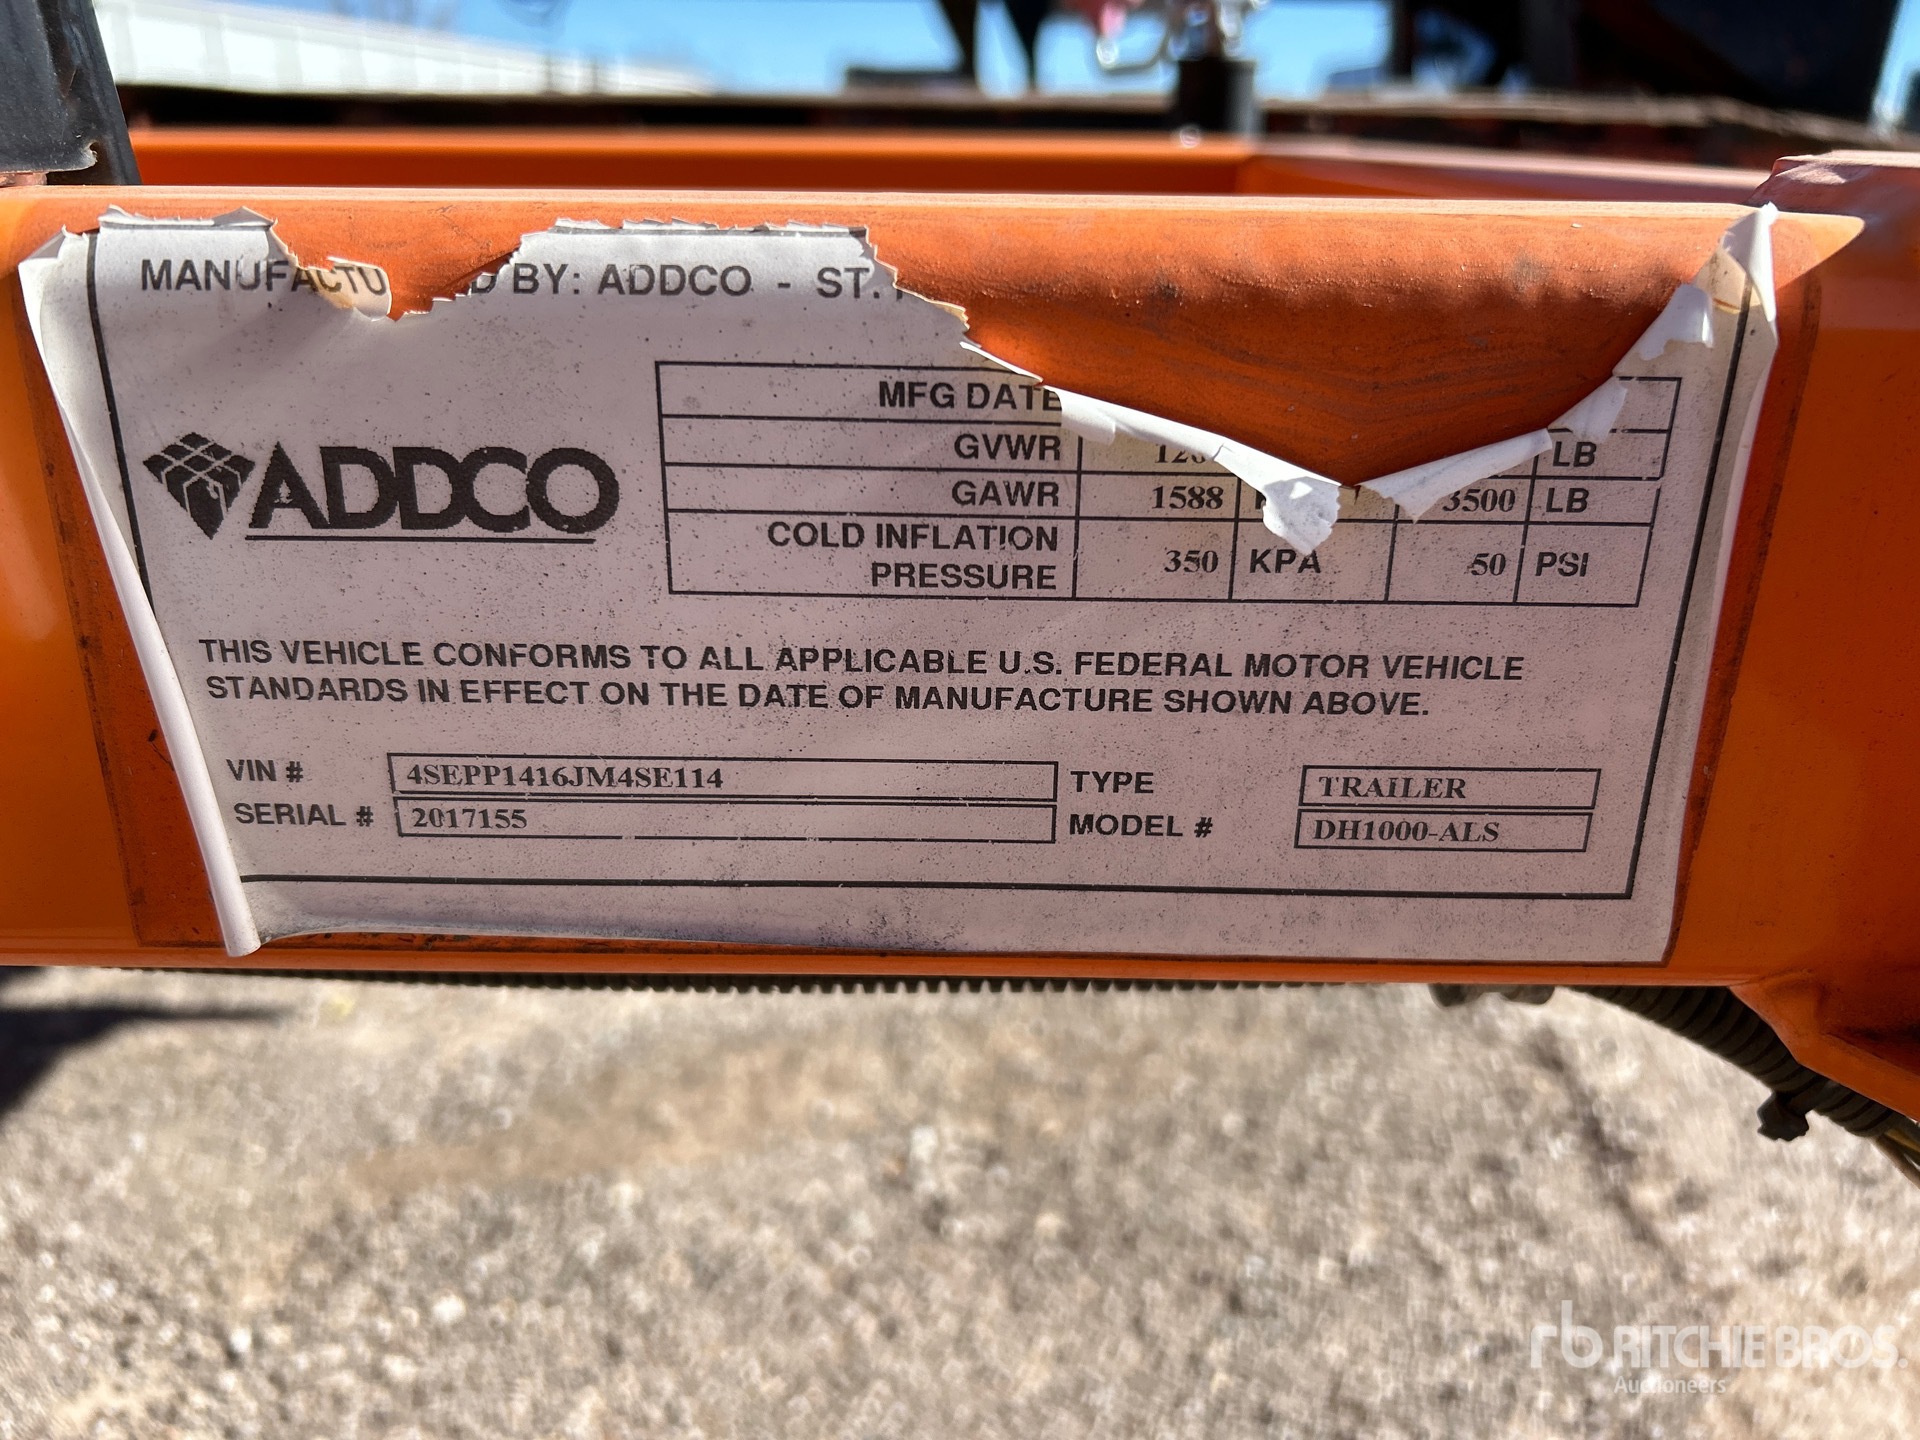 MANUFACTU D BY: ADDCO - ST.
ADDCO
MFG DATE
GVWR LB
GAWR 1588 3500 LB
COLD INFLATION PRESSURE 350 KPA 50 PSI
THIS VEHICLE CONFORMS TO ALL APPLICABLE U.S. FEDERAL MOTOR VEHICLE
STANDARDS IN EFFECT ON THE DATE OF MANUFACTURE SHOWN ABOVE.
VIN # 4SEPP1416JM4SE114 TYPE TRAILER
SERIAL # 2017155 MODEL # DH1000-ALS
rb RITCHIE BROS.
Auctioneers